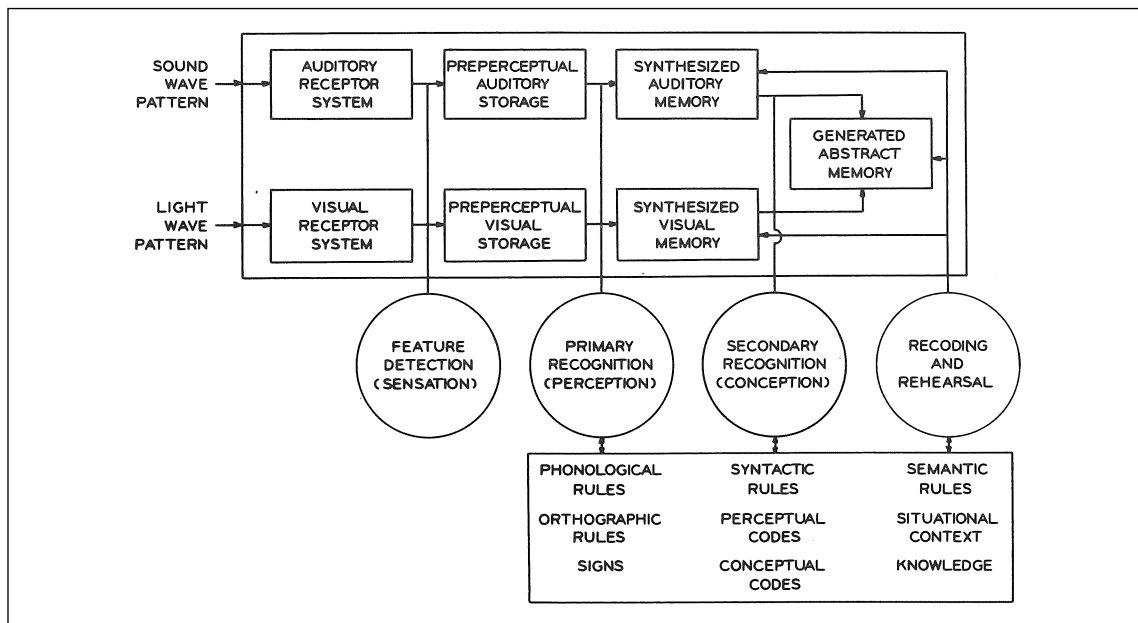 SOUND
WAVE
PATTERN
AUDITORY
RECEPTOR
SYSTEM
PREPERCEPTUAL
AUDITORY
STORAGE
SYNTHESIZED
AUDITORY
MEMORY
GENERATED
ABSTRACT
MEMORY
LIGHT
WAVE
PATTERN
VISUAL
RECEPTOR
SYSTEM
PREPERCEPTUAL
VISUAL
STORAGE
SYNTHESIZED
VISUAL
MEMORY
FEATURE
DETECTION
(SENSATION)
PRIMARY
RECOGNITION
(PERCEPTION)
SECONDARY
RECOGNITION
(CONCEPTION)
RECODING
AND
REHEARSAL
PHONOLOGICAL
RULES
ORTHOGRAPHIC
RULES
SIGNS
SYNTACTIC
RULES
PERCEPTUAL
CODES
CONCEPTUAL
CODES
SEMANTIC
RULES
SITUATIONAL
CONTEXT
KNOWLEDGE